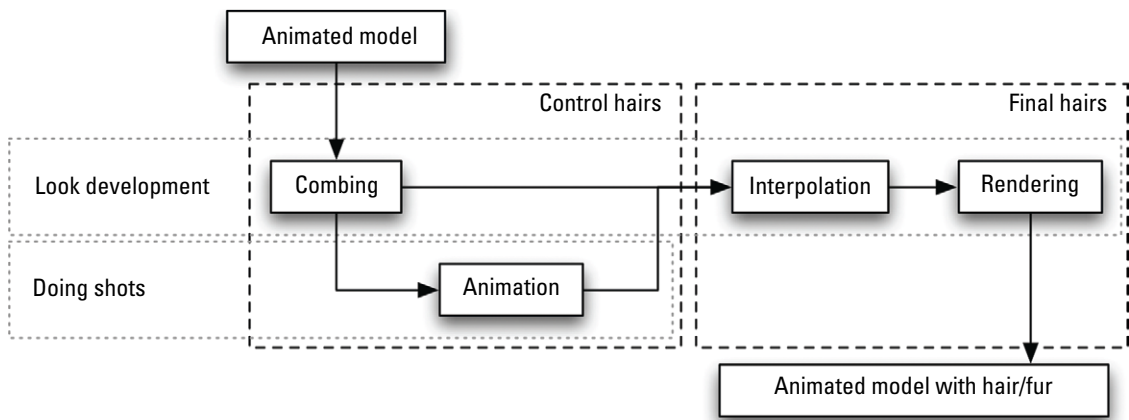 Animated model
Control hairs
Final hairs
Look development
Combing
Interpolation
Rendering
Doing shots
Animation
Animated model with hair/fur